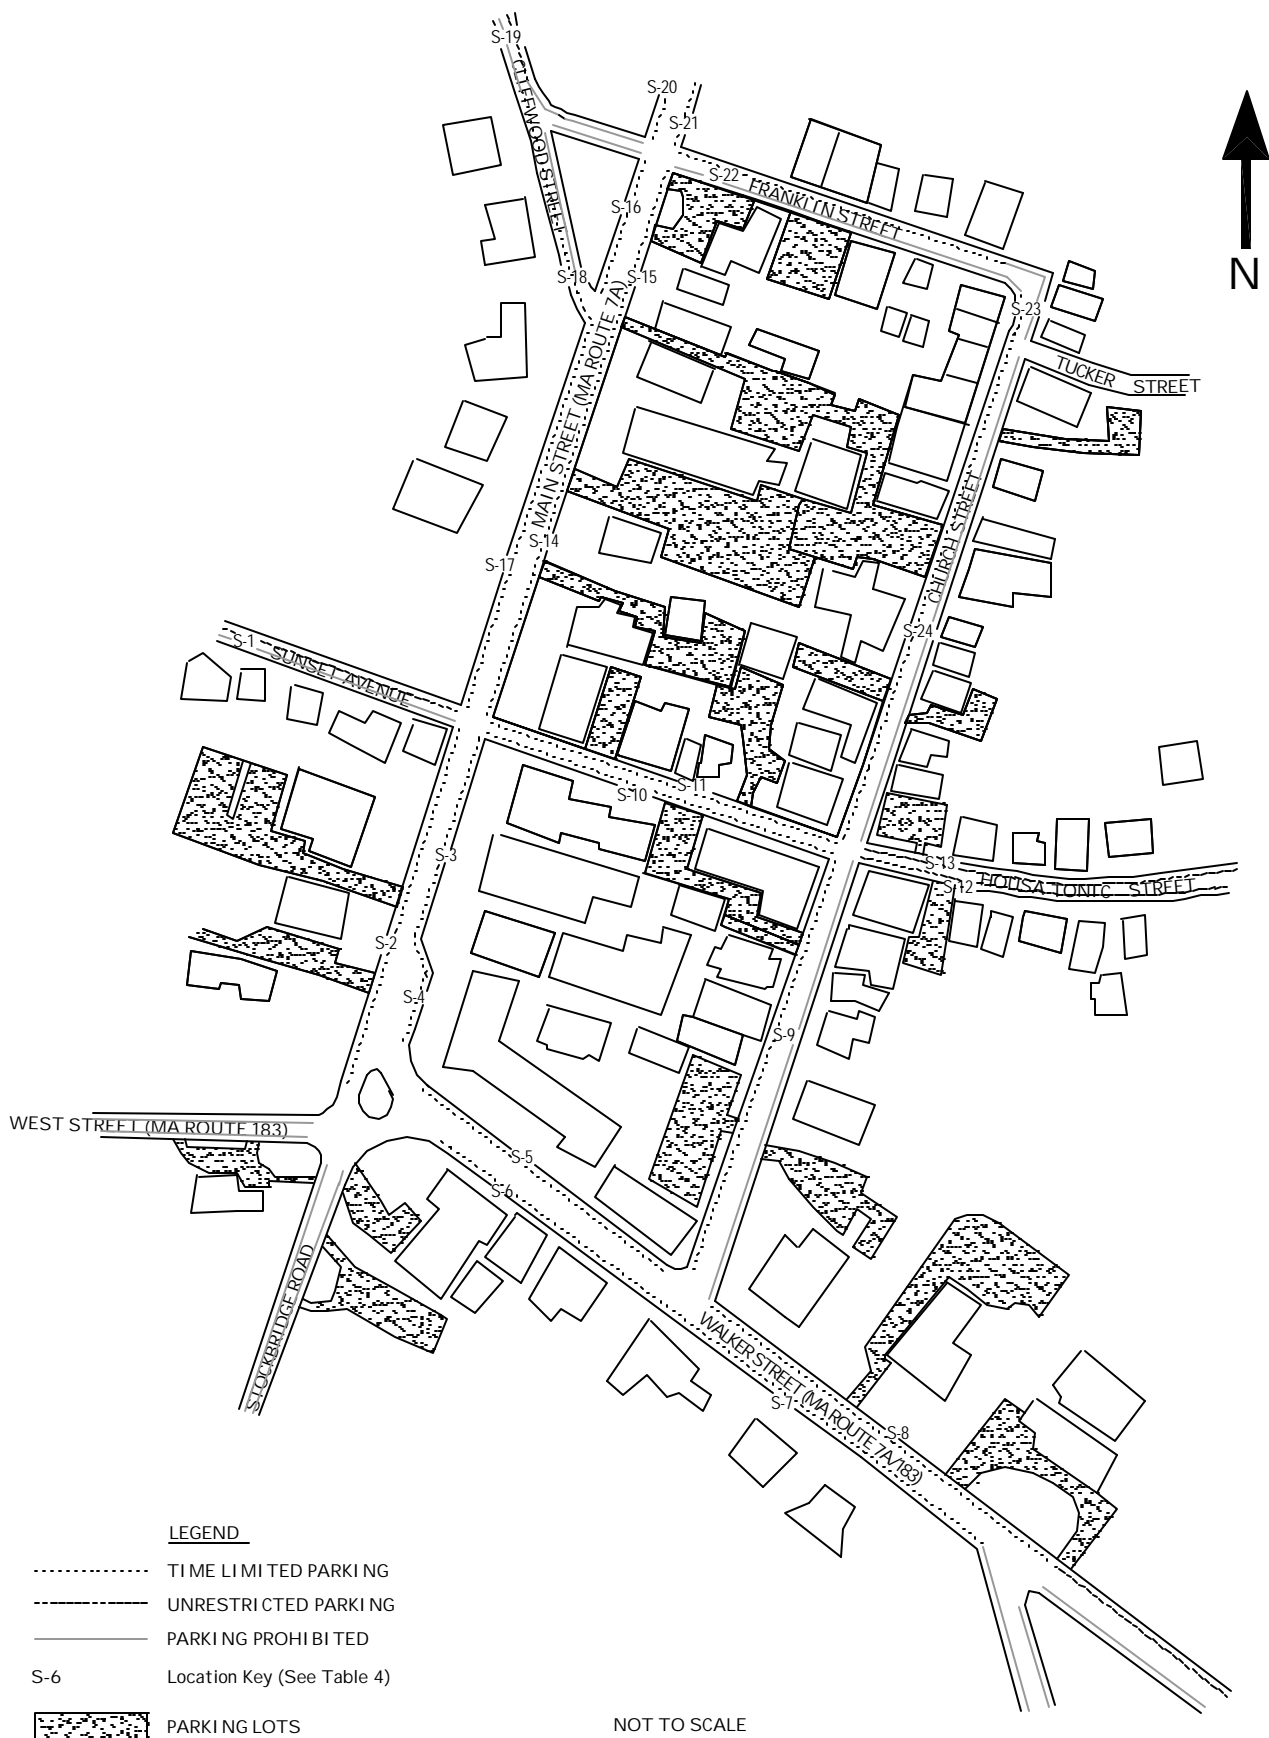 S-19
CLIFFWOOD STREET
S-20
S-21
S-22
FRANKLIN STREET
S-16
S-18
S-15
S-23
N
TUCKER STREET
MAIN STREET (MA ROUTE 7A)
CHURCH STREET
S-14
S-17
S-24
S-1
SUNSET AVENUE
S-11
S-10
S-3
S-13
S-12
HOUSATONIC STREET
S-2
S-4
S-9
WEST STREET (MA ROUTE 183)
S-5
S-6
STOCKBRIDGE ROAD
WALKER STREET (MA ROUTE 7A/183)
S-7
S-8
LEGEND
TIME LIMITED PARKING
UNRESTRICTED PARKING
PARKING PROHIBITED
S-6 Location Key (See Table 4)
PARKING LOTS
NOT TO SCALE